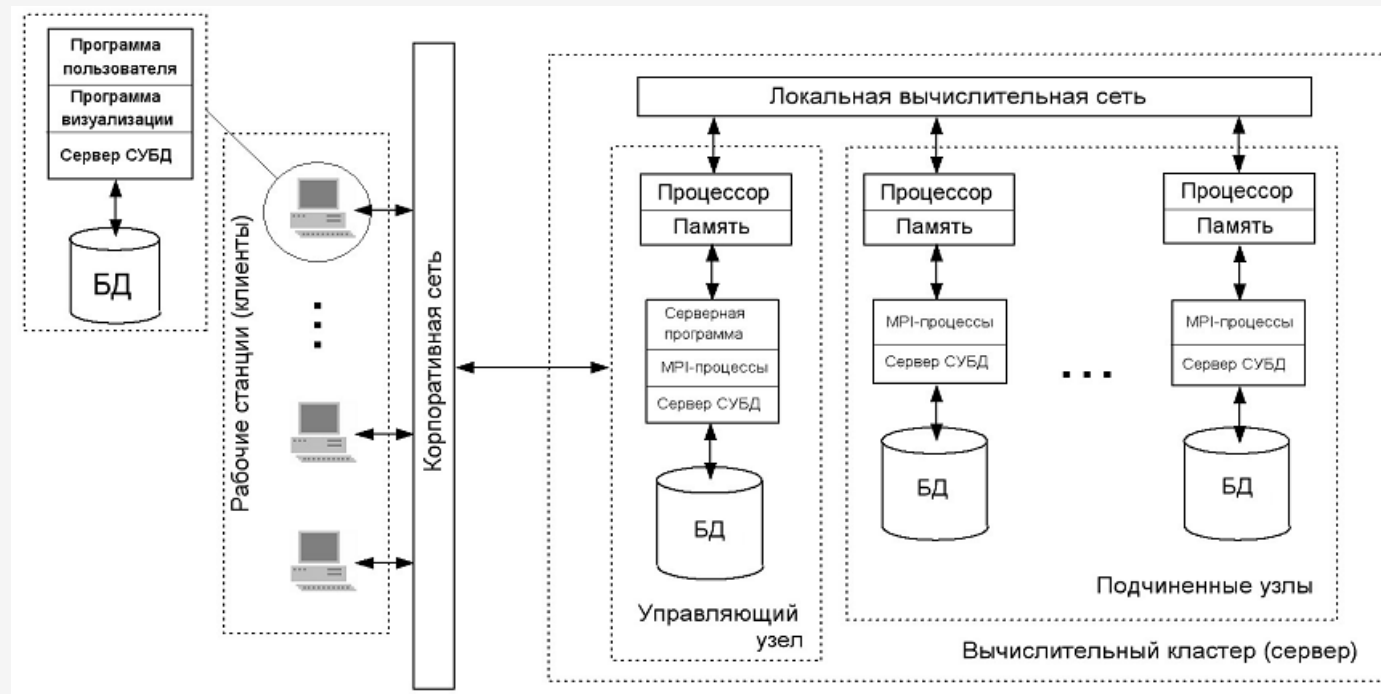 Программа
пользователя
Программа
визуализации
Сервер СУБД
БД
Рабочие станции (клиенты)
Корпоративная сеть
Локальная вычислительная сеть
Процессор
Память
Серверная
программа
MPI-процессы
Сервер СУБД
БД
Управляющий
узел
Процессор
Память
MPI-процессы
Сервер СУБД
БД
Процессор
Память
MPI-процессы
Сервер СУБД
БД
Подчиненные узлы
Вычислительный кластер (сервер)